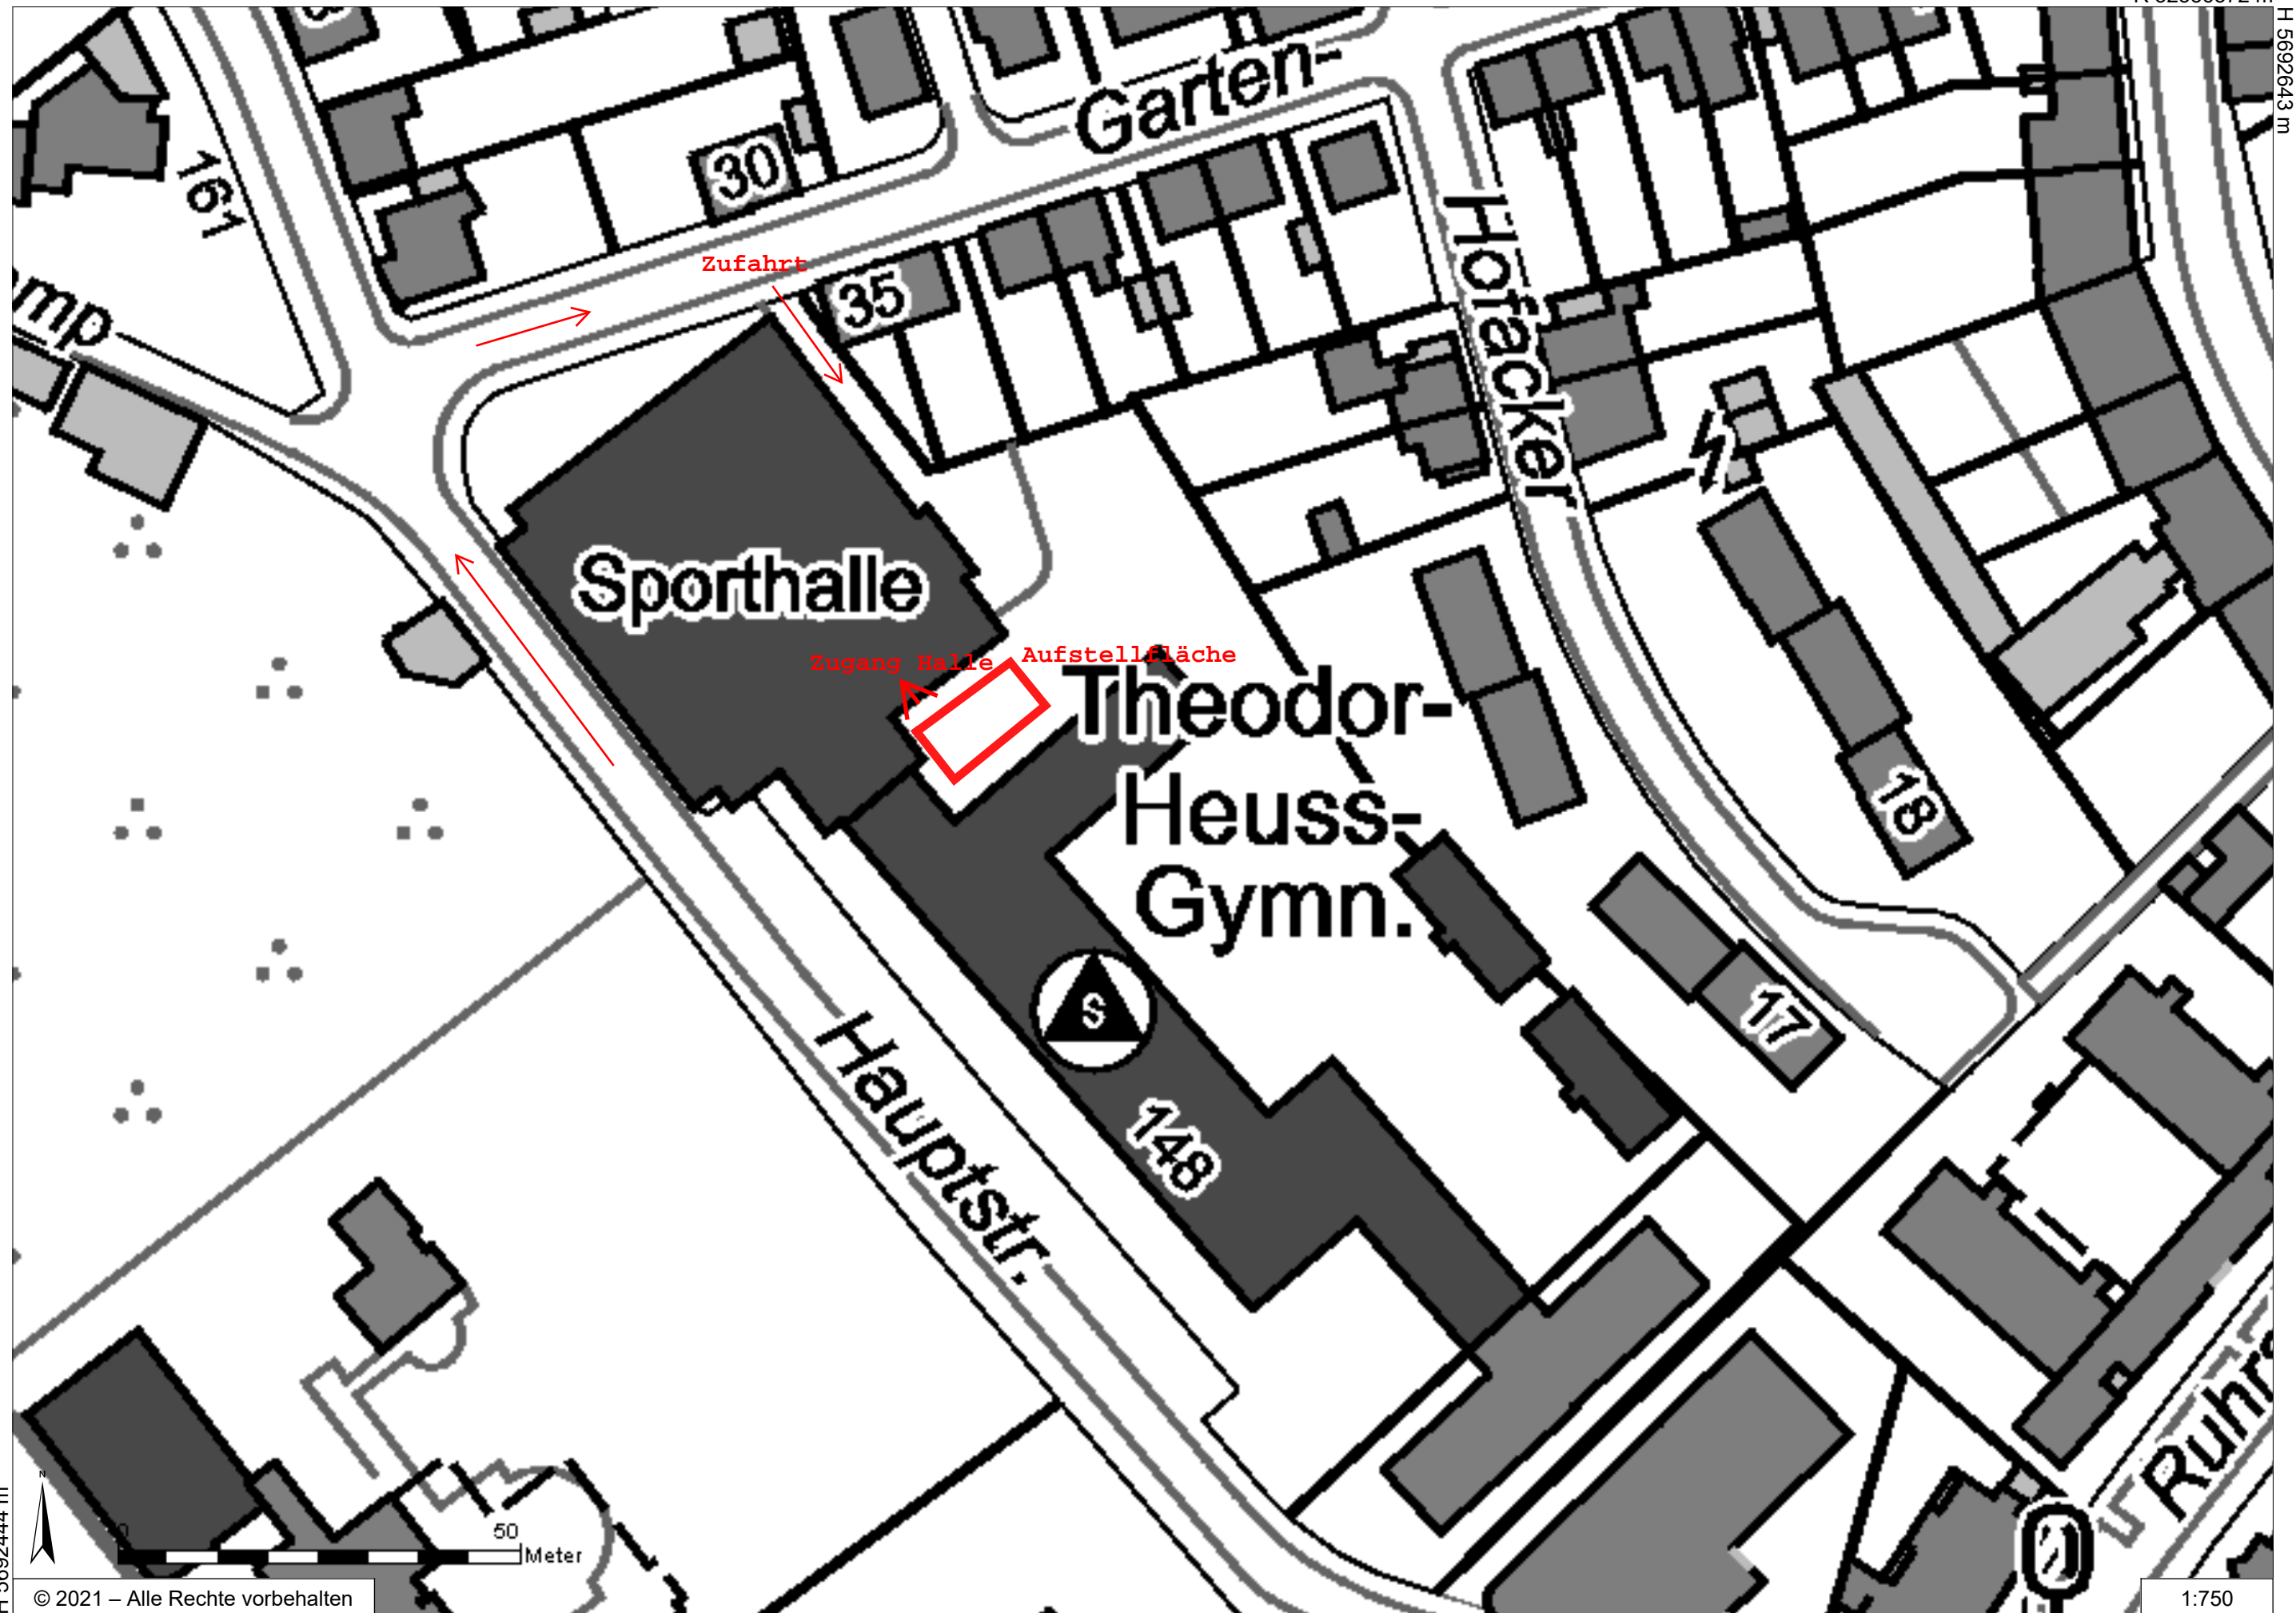 H 5692643 m
Garten-
30
161
Hofacker
Zufahrt
35
Sporthalle
Zugang Halle
Aufstellfläche
Theodor-
Heuss-
Gymn.
18
S
17
Hauptstr.
148
N
0
50
Meter
© 2021 – Alle Rechte vorbehalten
1:750